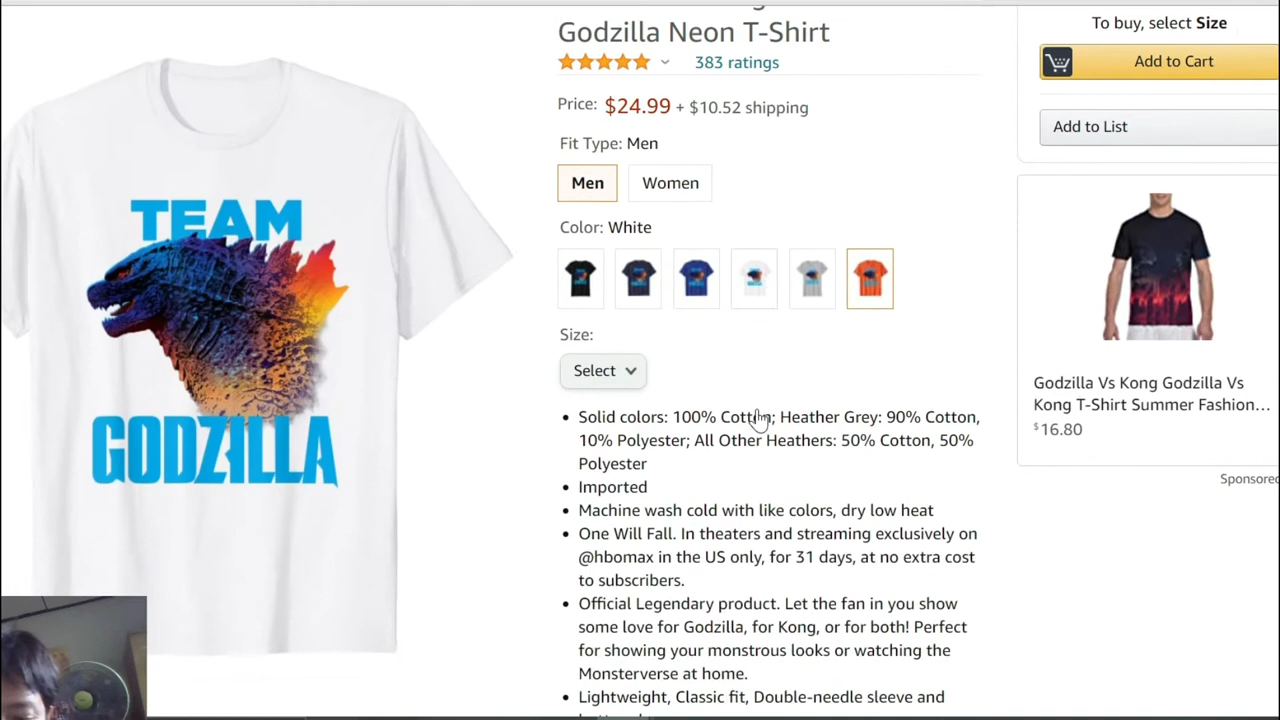 Godzilla Neon T-Shirt
383 ratings
Price: $24.99 + $10.52 shipping
Fit Type: Men
Men
Women
Color: White
Size:
Select
Solid colors: 100% Cotton; Heather Grey: 90% Cotton,
10% Polyester; All Other Heathers: 50% Cotton, 50%
Polyester
Imported
Machine wash cold with like colors, dry low heat
One Will Fall. In theaters and streaming exclusively on
@hbomax in the US only, for 31 days, at no extra cost
to subscribers.
Official Legendary product. Let the fan in you show
some love for Godzilla, for Kong, or for both! Perfect
for showing your monstrous looks or watching the
Monsterverse at home.
Lightweight, Classic fit, Double-needle sleeve and
TEAM
GODZILLA
To buy, select Size
Add to Cart
Add to List
Godzilla Vs Kong Godzilla Vs
Kong T-Shirt Summer Fashion...
$16.80
Sponsored